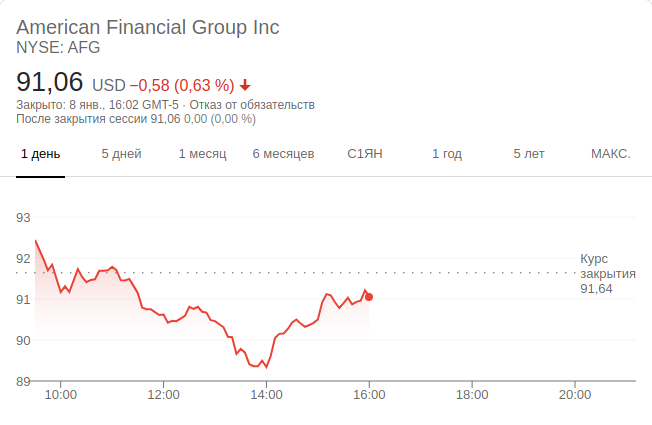 American Financial Group Inc
NYSE: AFG
91,06 USD −0,58 (0,63 %)
Закрыто: 8 янв., 16:02 GMT-5 · Отказ от обязательств
После закрытия сессии 91,06 0,00 (0,00 %)
1 день 5 дней 1 месяц 6 месяцев С1ЯН 1 год 5 лет МАКС.
93
92
91
90
89
Курс
закрытия
91,64
10:00 12:00 14:00 16:00 18:00 20:00